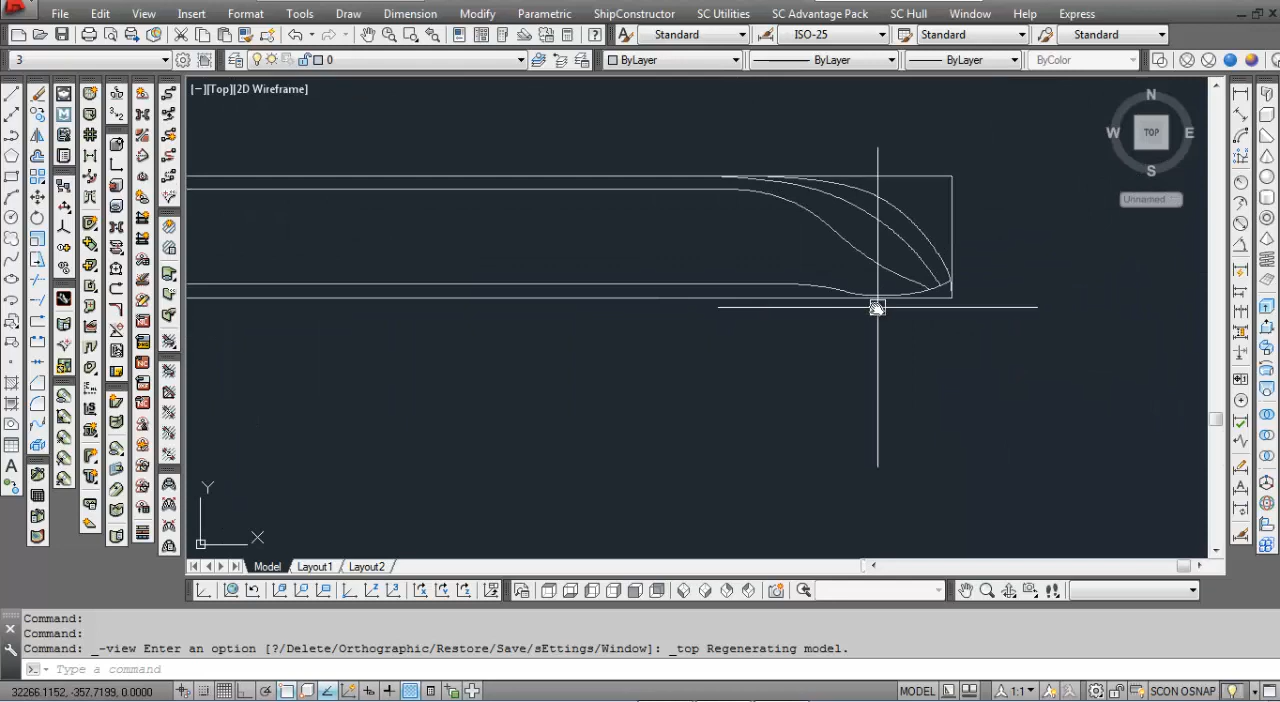 File Edit View Insert Format Tools Draw Dimension Modify Parametric ShipConstructor SC Utilities SC Advantage Pack SC Hull Window Help Express
Standard ISO-25 Standard Standard
3 0 ByLayer ByLayer ByLayer ByColor
[−][Top][2D Wireframe]
N
W TOP E
S
Unnamed
Y
X
Model Layout1 Layout2
Command:
Command:
Command: _-view Enter an option [?/Delete/Orthographic/Restore/Save/sEttings/Window]: _top Regenerating model.
Type a command
32266.1152, -357.7199, 0.0000 MODEL 1:1 SCON OSNAP